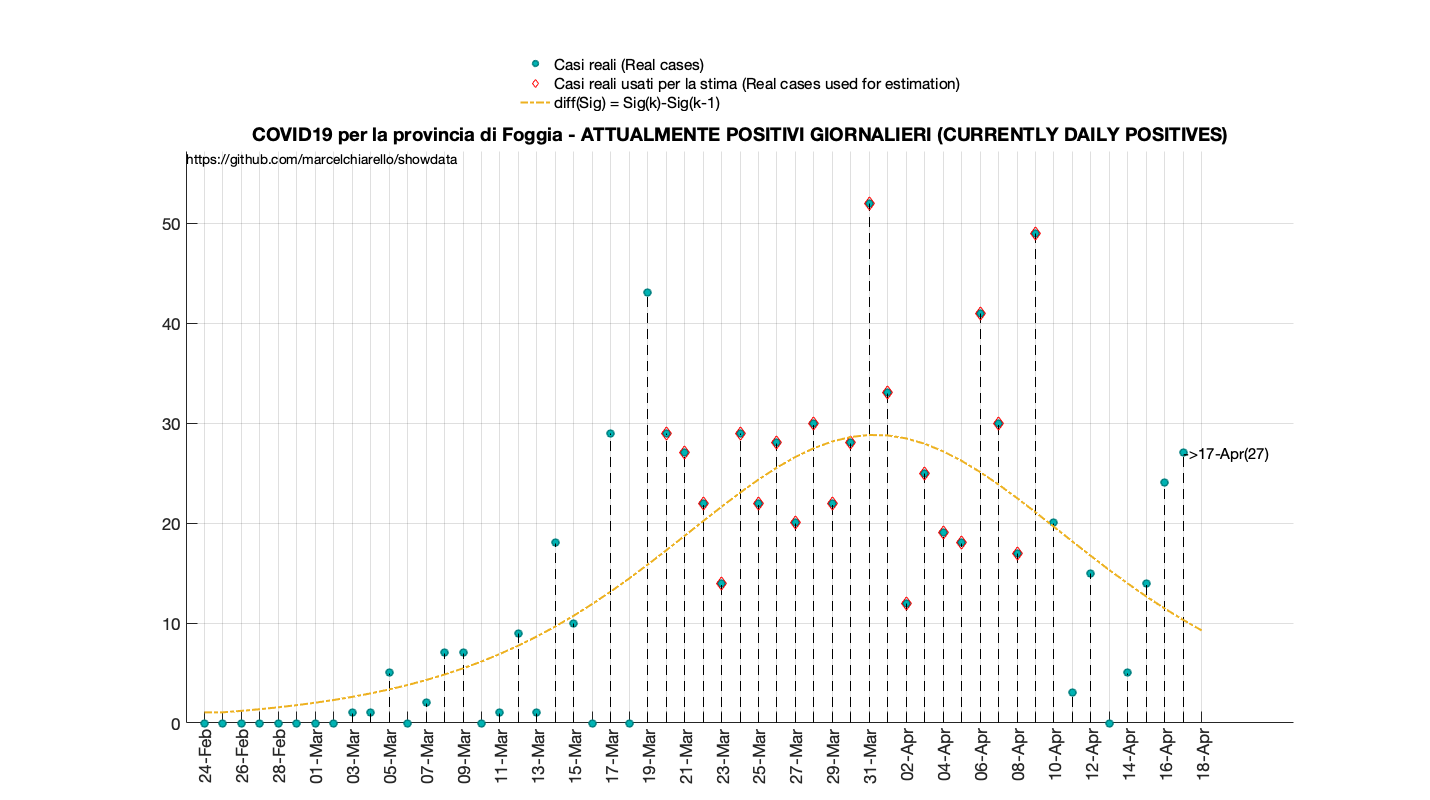 Casi reali (Real cases)
Casi reali usati per la stima (Real cases used for estimation)
diff(Sig) = Sig(k)-Sig(k-1)
COVID19 per la provincia di Foggia - ATTUALMENTE POSITIVI GIORNALIERI (CURRENTLY DAILY POSITIVES)
https://github.com/marcelchiarello/showdata
50
40
30
20
10
0
->17-Apr(27)
24-Feb
26-Feb
28-Feb
01-Mar
03-Mar
05-Mar
07-Mar
09-Mar
11-Mar
13-Mar
15-Mar
17-Mar
19-Mar
21-Mar
23-Mar
25-Mar
27-Mar
29-Mar
31-Mar
02-Apr
04-Apr
06-Apr
08-Apr
10-Apr
12-Apr
14-Apr
16-Apr
18-Apr